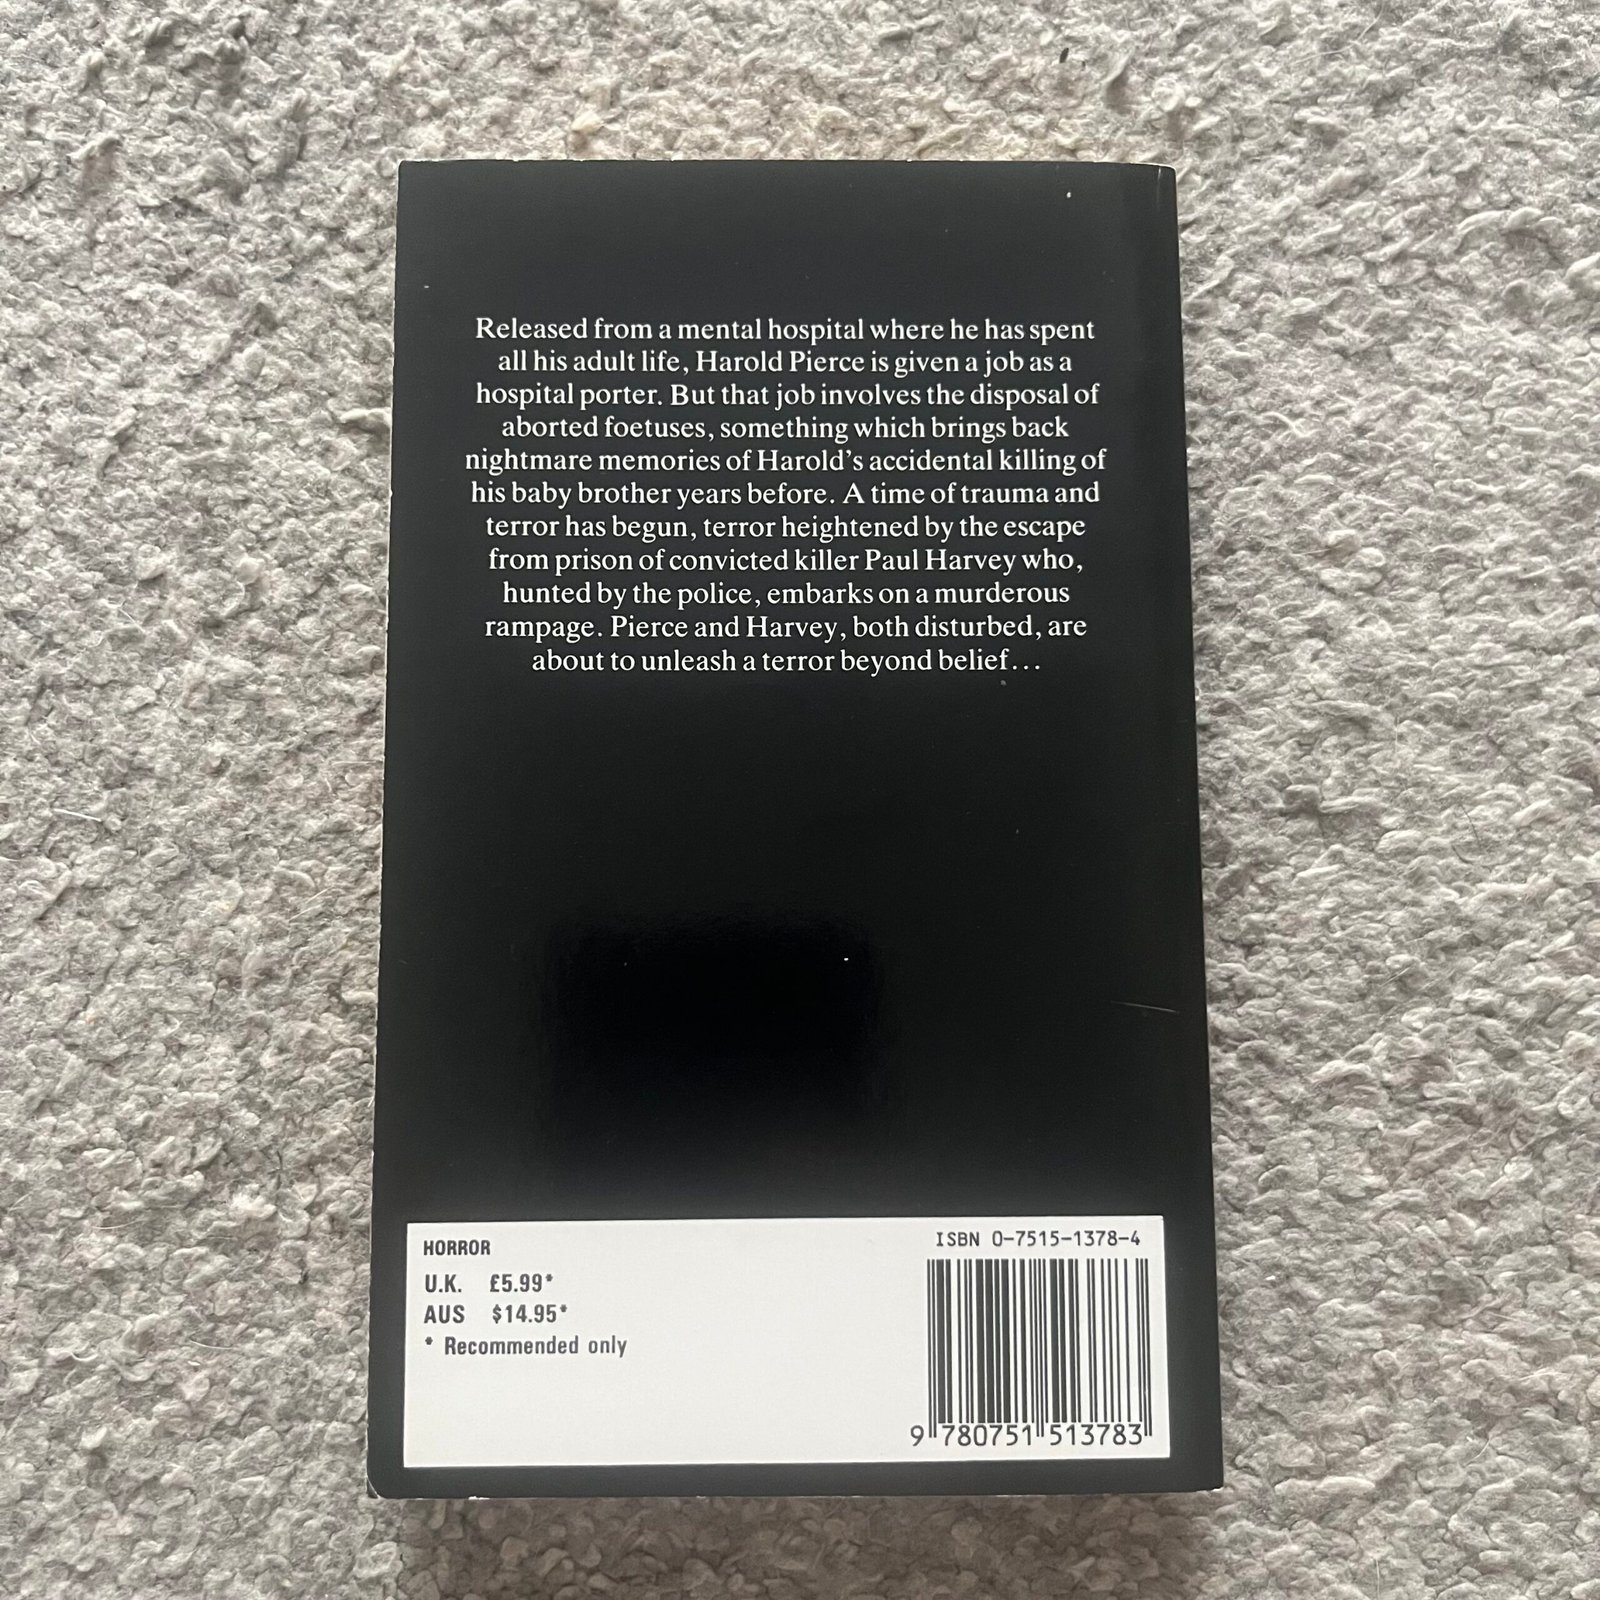 Released from a mental hospital where he has spent
all his adult life, Harold Pierce is given a job as a
hospital porter. But that job involves the disposal of
aborted foetuses, something which brings back
nightmare memories of Harold's accidental killing of
his baby brother years before. A time of trauma and
terror has begun, terror heightened by the escape
from prison of convicted killer Paul Harvey who,
hunted by the police, embarks on a murderous
rampage. Pierce and Harvey, both disturbed, are
about to unleash a terror beyond belief...
HORROR
U.K. £5.99*
AUS $14.95*
* Recommended only
ISBN 0-7515-1378-4
9 780751 513783